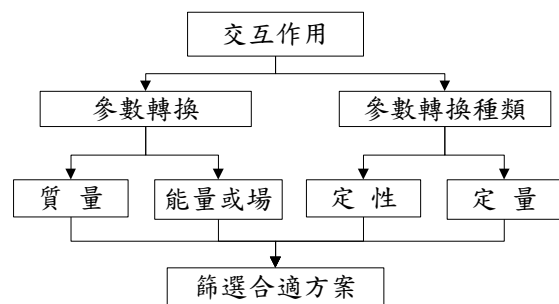 交互作用
參數轉換
參數轉換種類
質量
能量或場
定性
定量
篩選合適方案